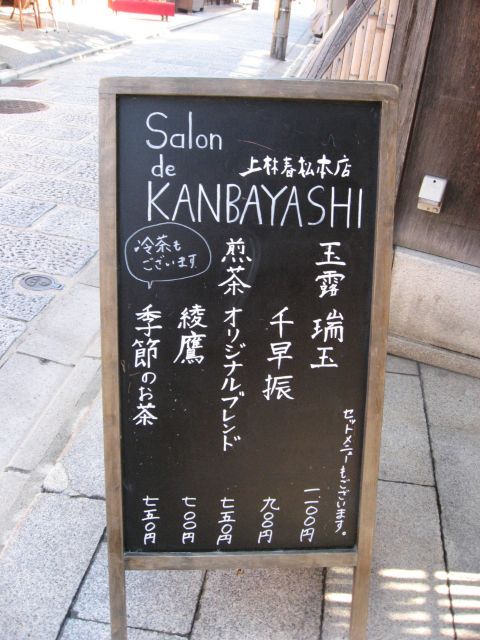 Salon
de
上林春松本店
KANBAYASHI
玉露 瑞玉 一一〇〇円
千早振 九〇〇円
煎茶 オリジナルブレンド 七五〇円
綾鷹 七〇〇円
季節のお茶 七五〇円
冷茶も
ございます。
セットメニューもございます。